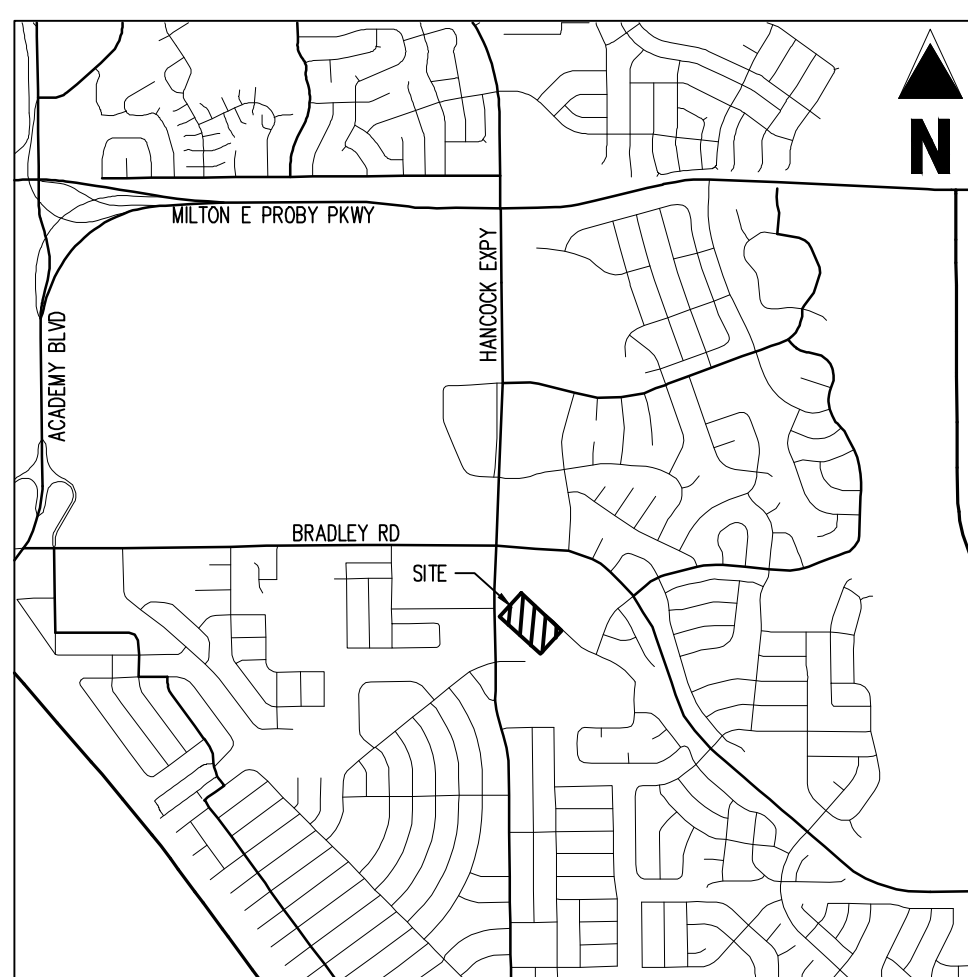 N
MILTON E PROBY PKWY
HANCOCK EXPY
ACADEMY BLVD
BRADLEY RD
SITE